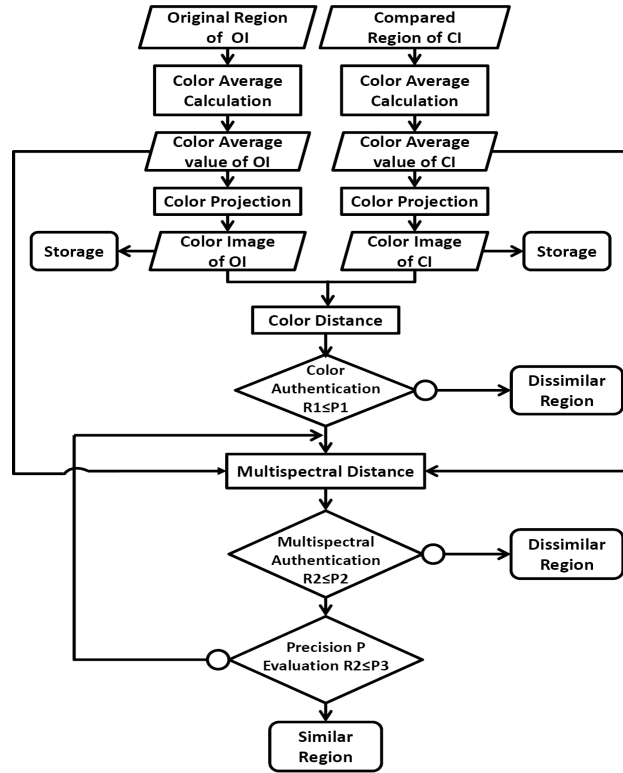 Original Region
of OI
Compared
Region of CI
Color Average
Calculation
Color Average
Calculation
Color Average
value of OI
Color Average
value of CI
Color Projection
Color Projection
Storage
Color Image
of OI
Color Image
of CI
Storage
Color Distance
Color
Authentication
R1≤P1
Dissimilar
Region
Multispectral Distance
Multispectral
Authentication
R2≤P2
Dissimilar
Region
Precision P
Evaluation R2≤P3
Similar
Region